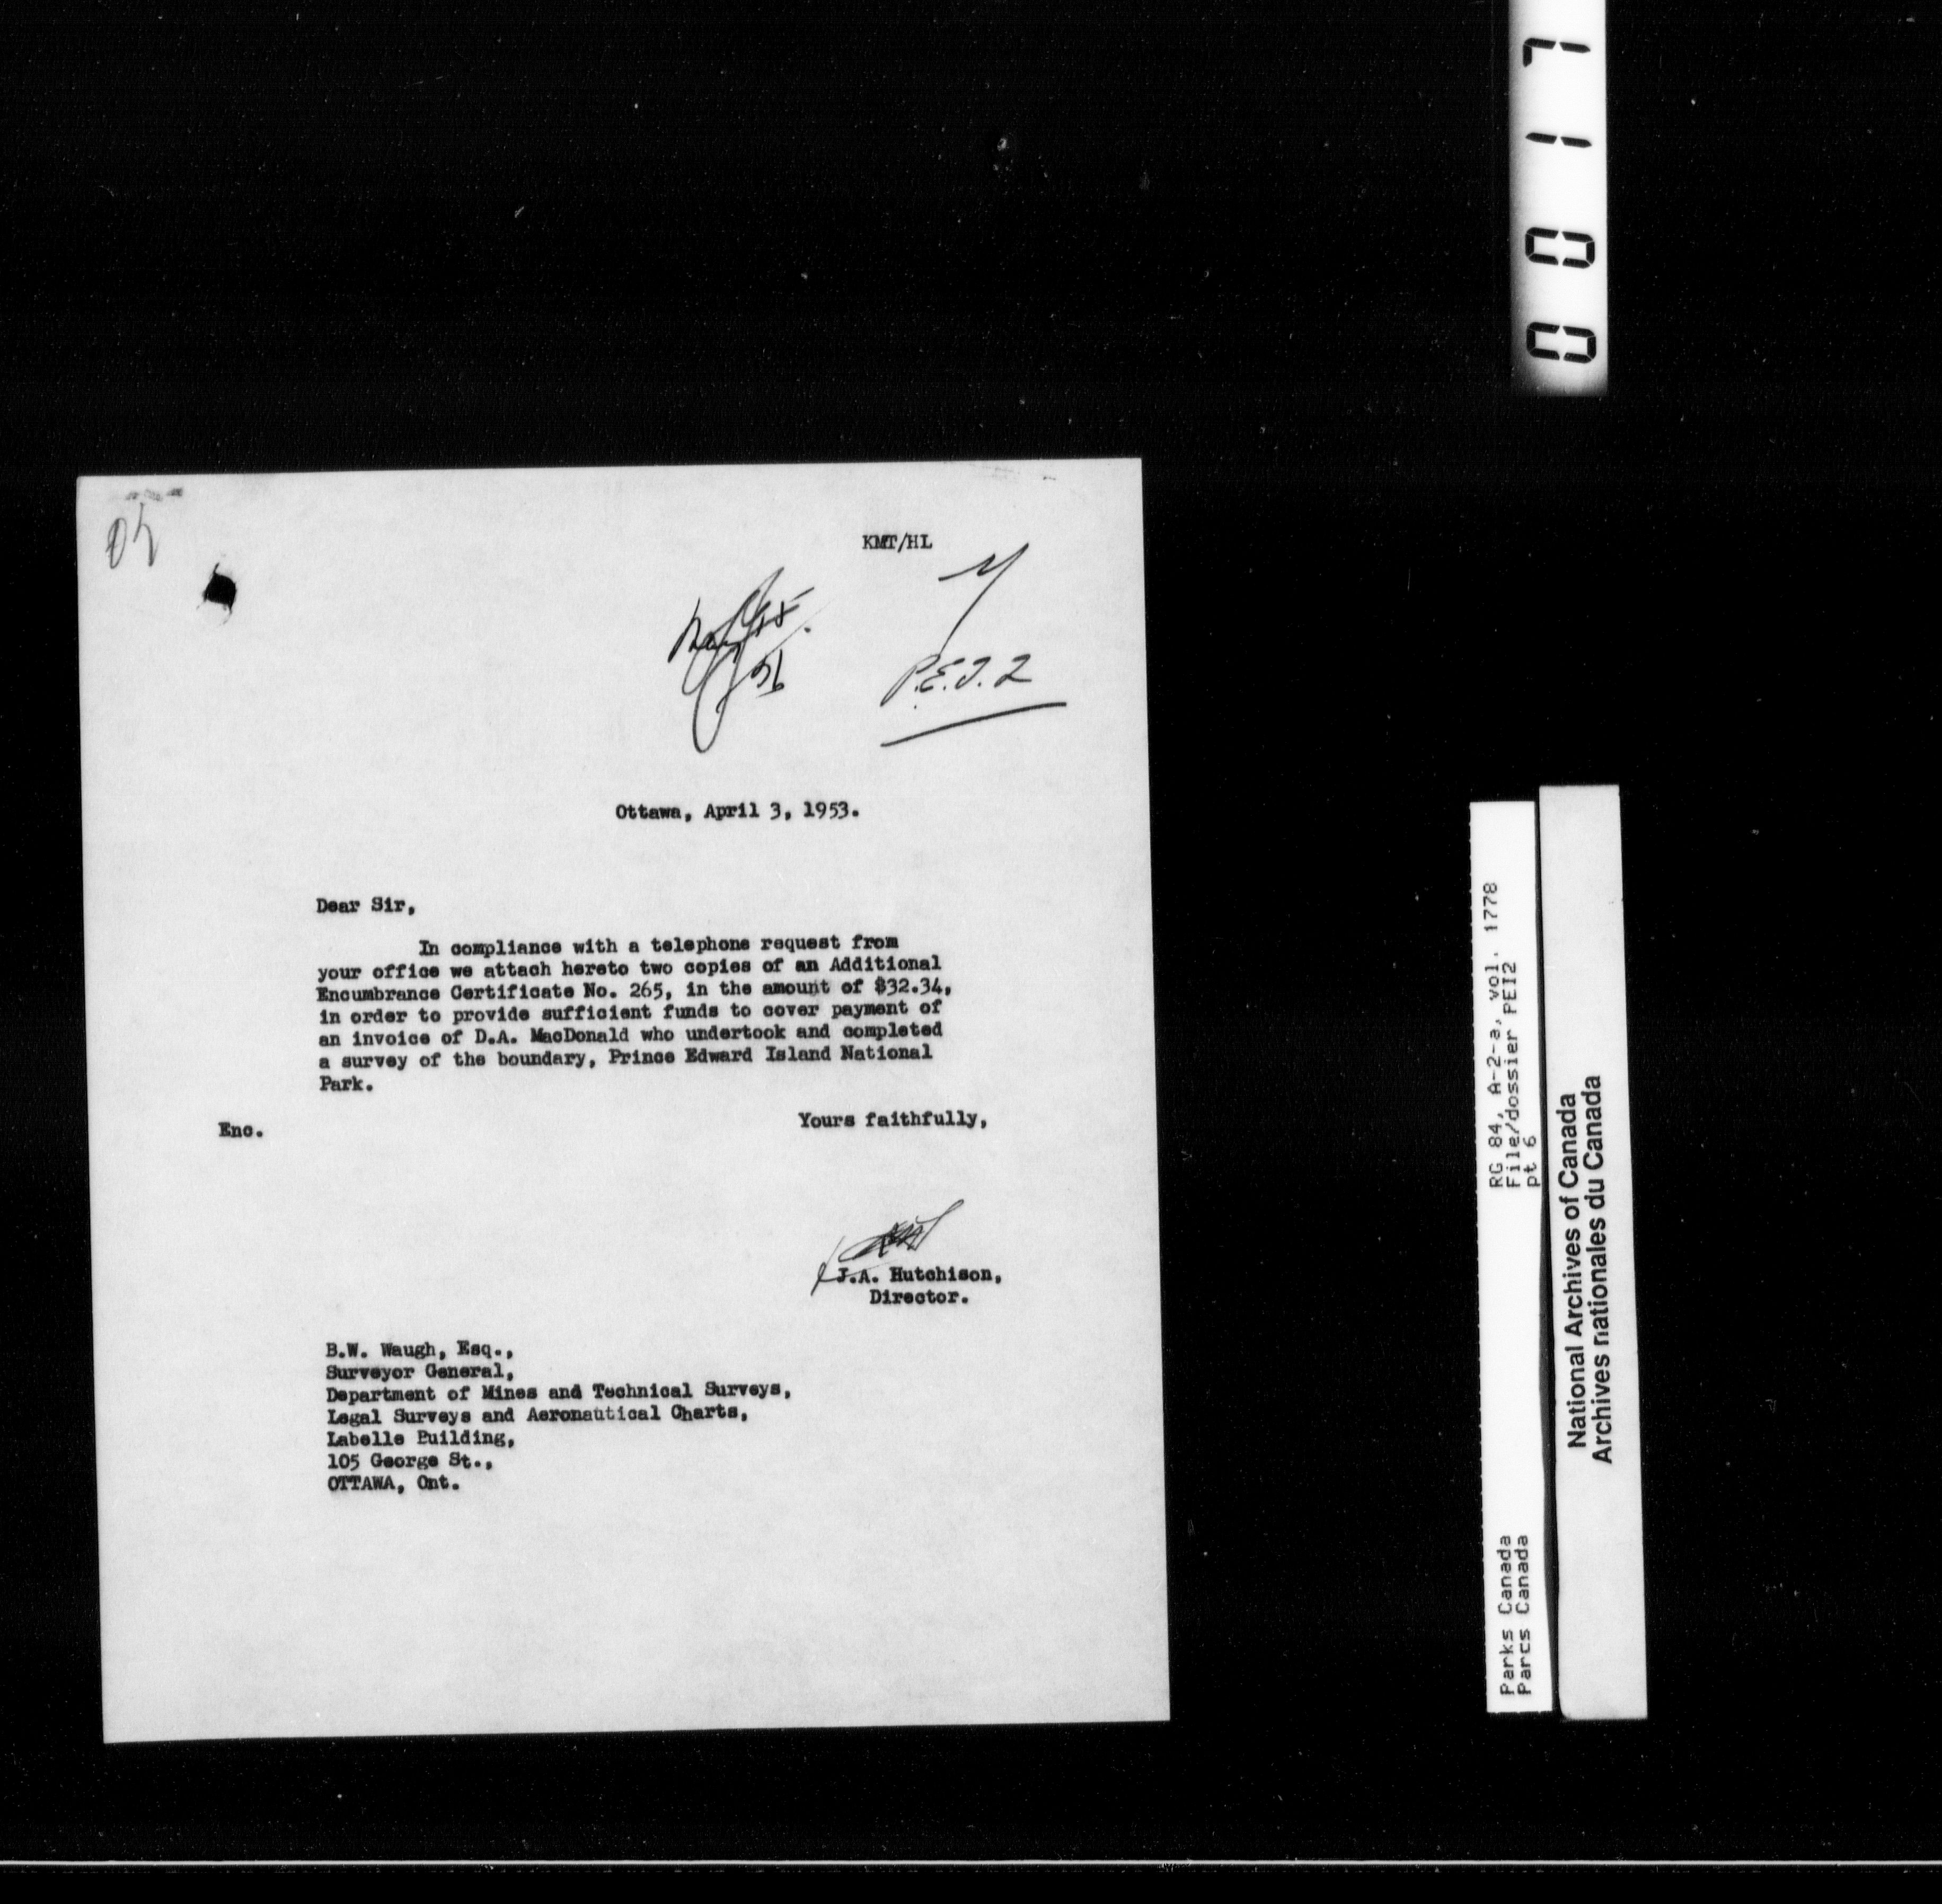 0017
KMT/HL
P.E.I. 2
Ottawa, April 3, 1953.
Dear Sir,
In compliance with a telephone request from
your office we attach hereto two copies of an Additional
Encumbrance Certificate No. 265, in the amount of $32.34,
in order to provide sufficient funds to cover payment of
an invoice of D.A. MacDonald who undertook and completed
a survey of the boundary, Prince Edward Island National
Park.
Enc.
Yours faithfully,
J.A. Hutchison,
Director.
B.W. Waugh, Esq.,
Surveyor General,
Department of Mines and Technical Surveys,
Legal Surveys and Aeronautical Charts,
Labelle Building,
105 George St.,
OTTAWA, Ont.
Parks Canada
Parcs Canada
RG 84, A-2-a, vol. 1778
File/dossier PEI2
pt 6
National Archives of Canada
Archives nationales du Canada